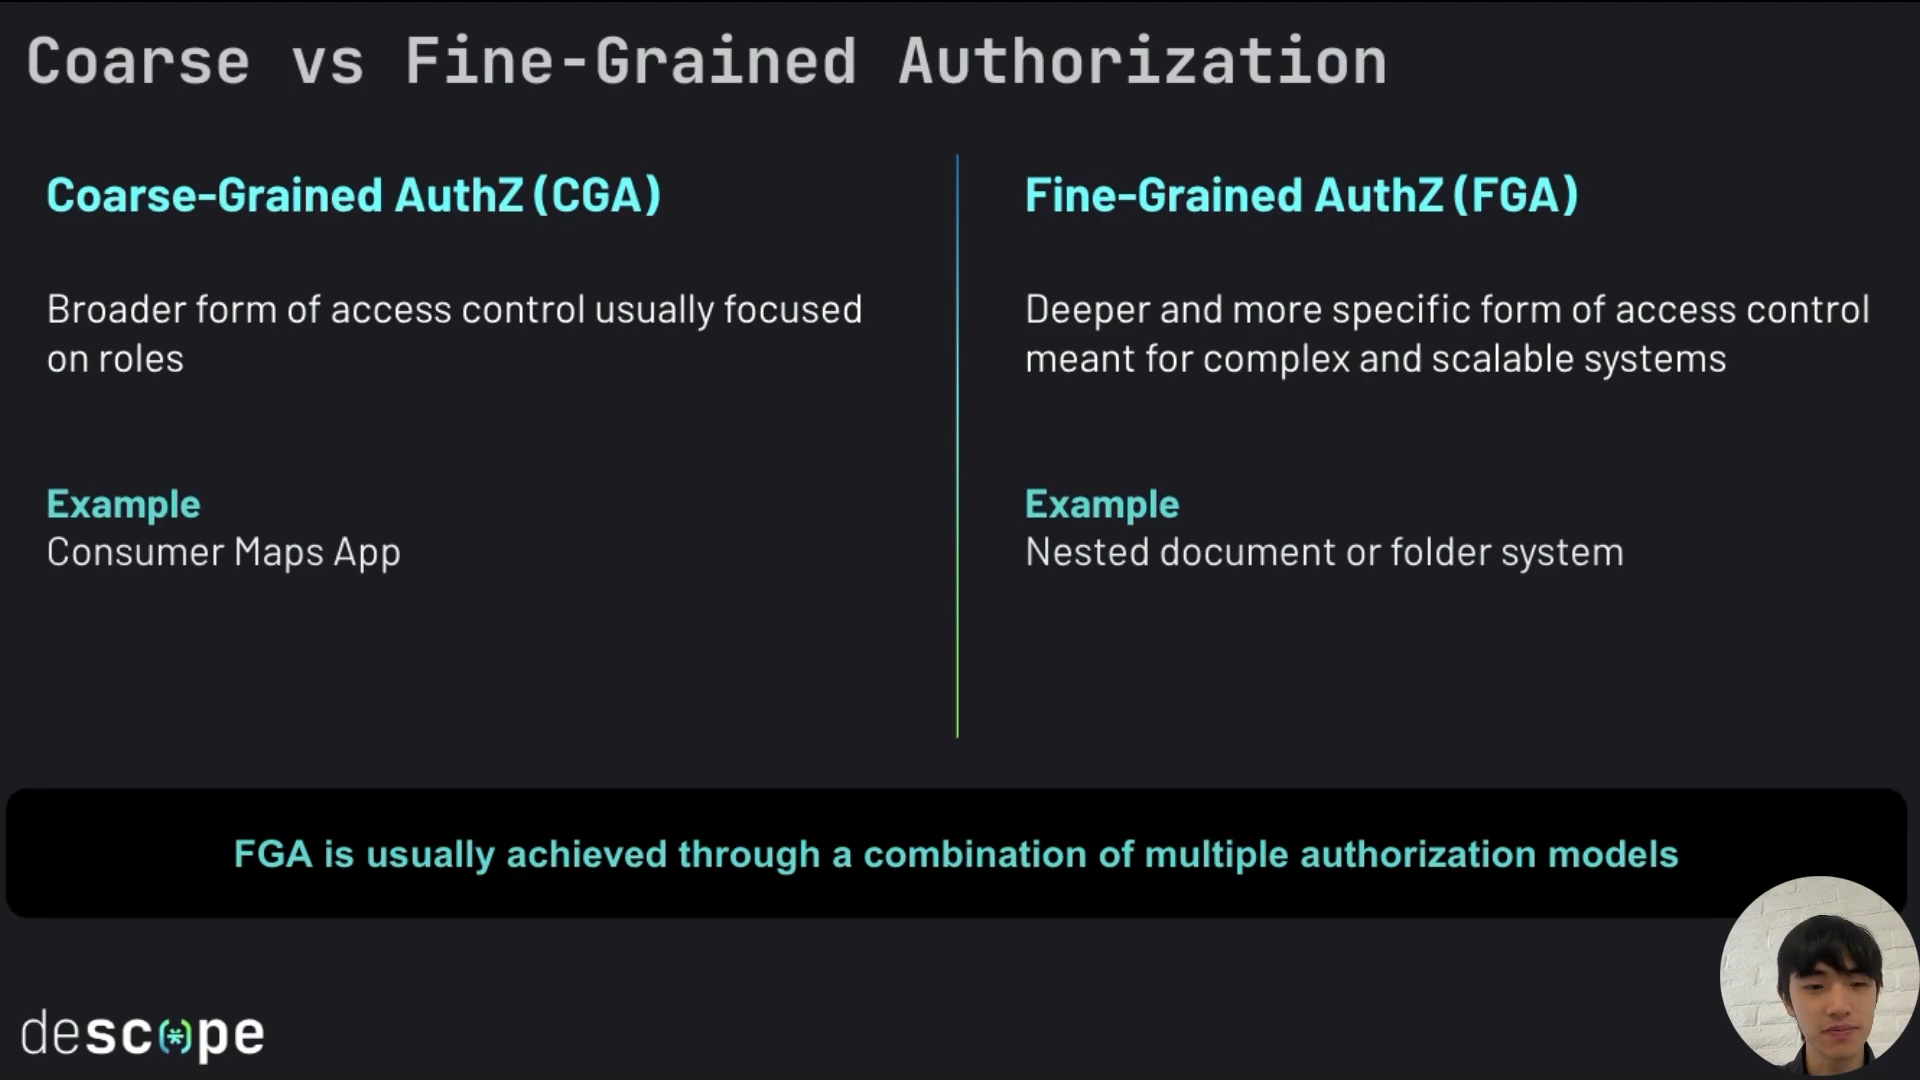 Coarse vs Fine-Grained Authorization
Coarse-Grained AuthZ (CGA)
Broader form of access control usually focused
on roles
Example
Consumer Maps App
Fine-Grained AuthZ (FGA)
Deeper and more specific form of access control
meant for complex and scalable systems
Example
Nested document or folder system
FGA is usually achieved through a combination of multiple authorization models
descope